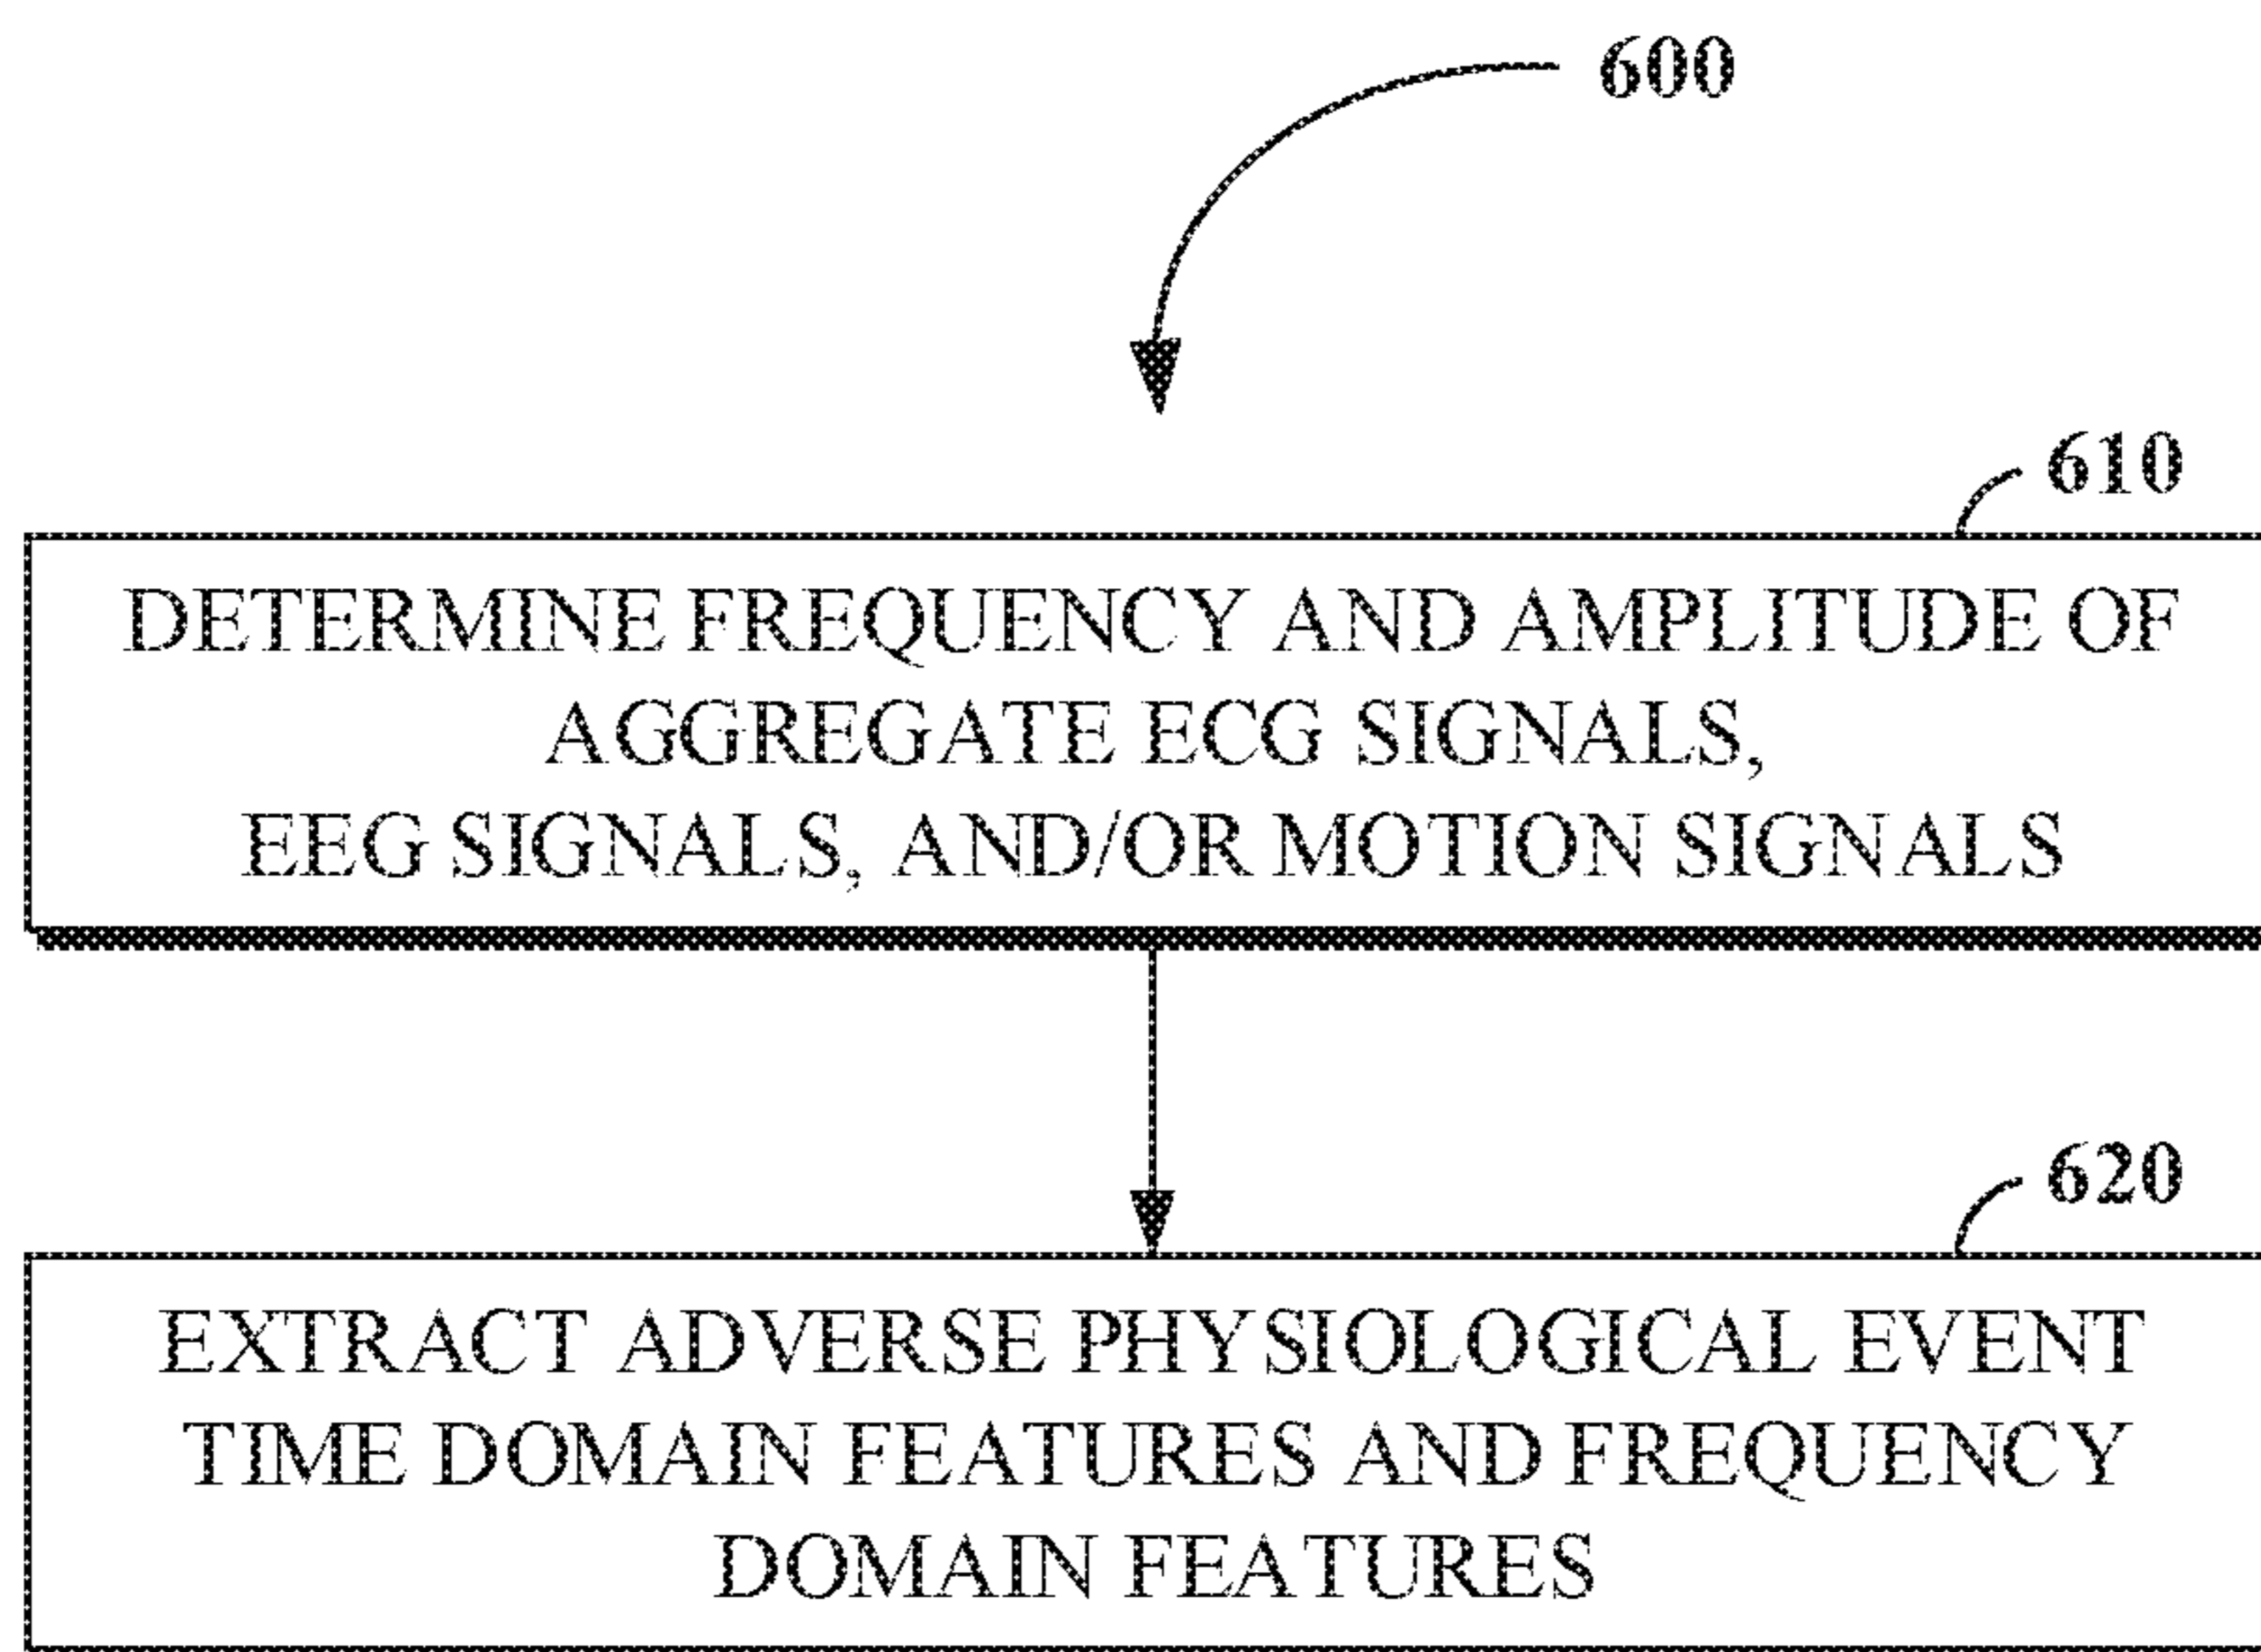 600
610
DETERMINE FREQUENCY AND AMPLITUDE OF
AGGREGATE ECG SIGNALS,
EEG SIGNALS, AND/OR MOTION SIGNALS
620
EXTRACT ADVERSE PHYSIOLOGICAL EVENT
TIME DOMAIN FEATURES AND FREQUENCY
DOMAIN FEATURES